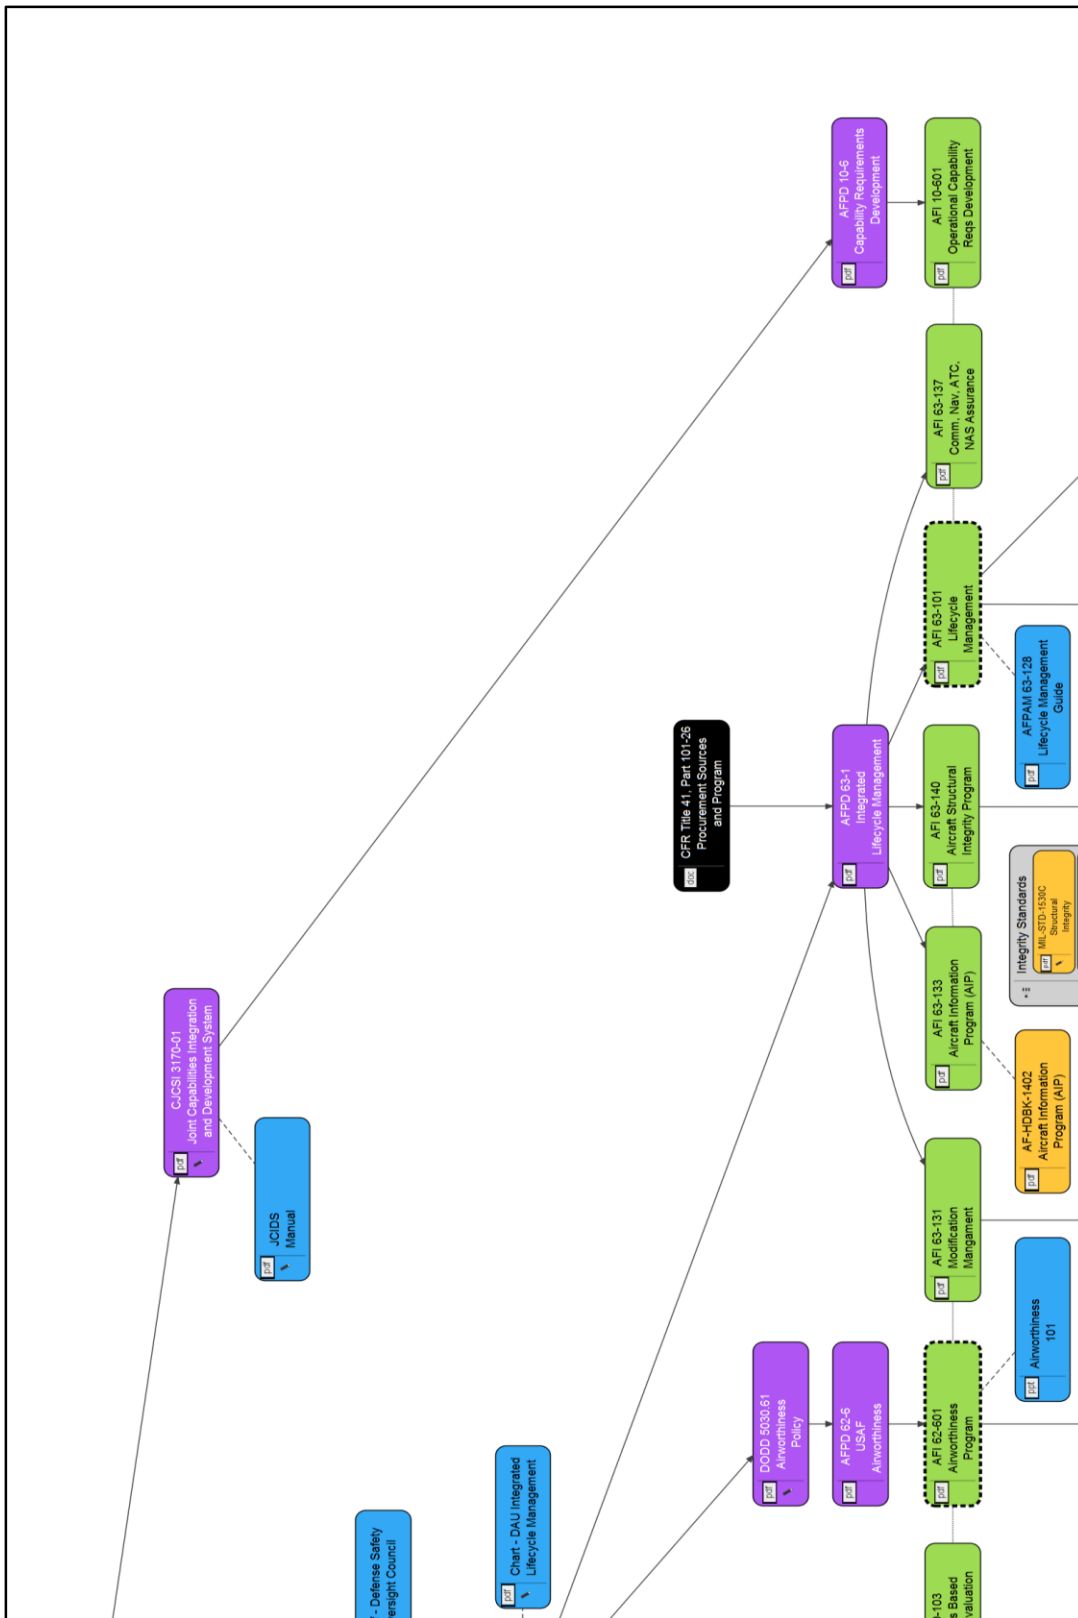 AFPD 10-6
Capability Requirements
Development
pdf
AFI 10-601
Operational Capability
Reqs Development
pdf
AFI 63-137
Comm, Nav, ATC,
NAS Assurance
pdf
AFI 63-101
Lifecycle
Management
pdf
AFPAM 63-128
Lifecycle Management
Guide
pdf
CFR Title 41, Part 101-26
Procurement Sources
and Program
doc
AFPD 63-1
Integrated
Lifecycle Management
pdf
AFI 63-140
Aircraft Structural
Integrity Program
pdf
Integrity Standards
MIL-STD-1530C
Structural
Integrity
pdf
AFI 63-133
Aircraft Information
Program (AIP)
pdf
AF-HDBK-1402
Aircraft Information
Program (AIP)
pdf
CJCSI 3170-01
Joint Capabilities Integration
and Development System
pdf
JCIDS
Manual
pdf
AFI 63-131
Modification
Mangament
pdf
Airworthiness
101
ppt
DODD 5030.61
Airworthiness
Policy
pdf
AFPD 62-6
USAF
Airworthiness
pdf
AFI 62-601
Airworthiness
Program
pdf
Chart - DAU Integrated
Lifecycle Management
pdf
- Defense Safety
ersight Council
-103
s Based
valuation